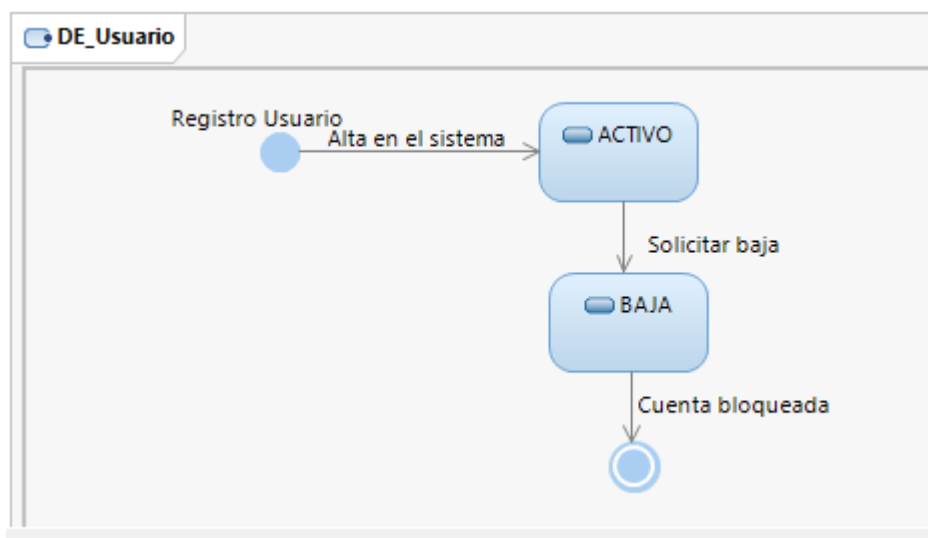 DE_Usuario
Registro Usuario
Alta en el sistema
ACTIVO
Solicitar baja
BAJA
Cuenta bloqueada